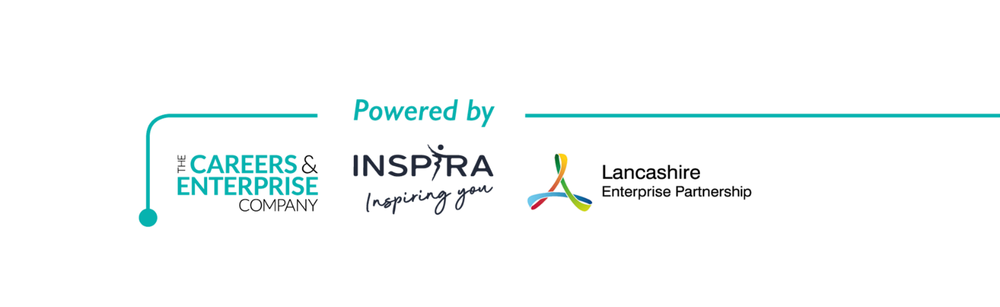 Powered by
THE
CAREERS &
ENTERPRISE
COMPANY
INSPIRA
Inspiring you
Lancashire
Enterprise Partnership